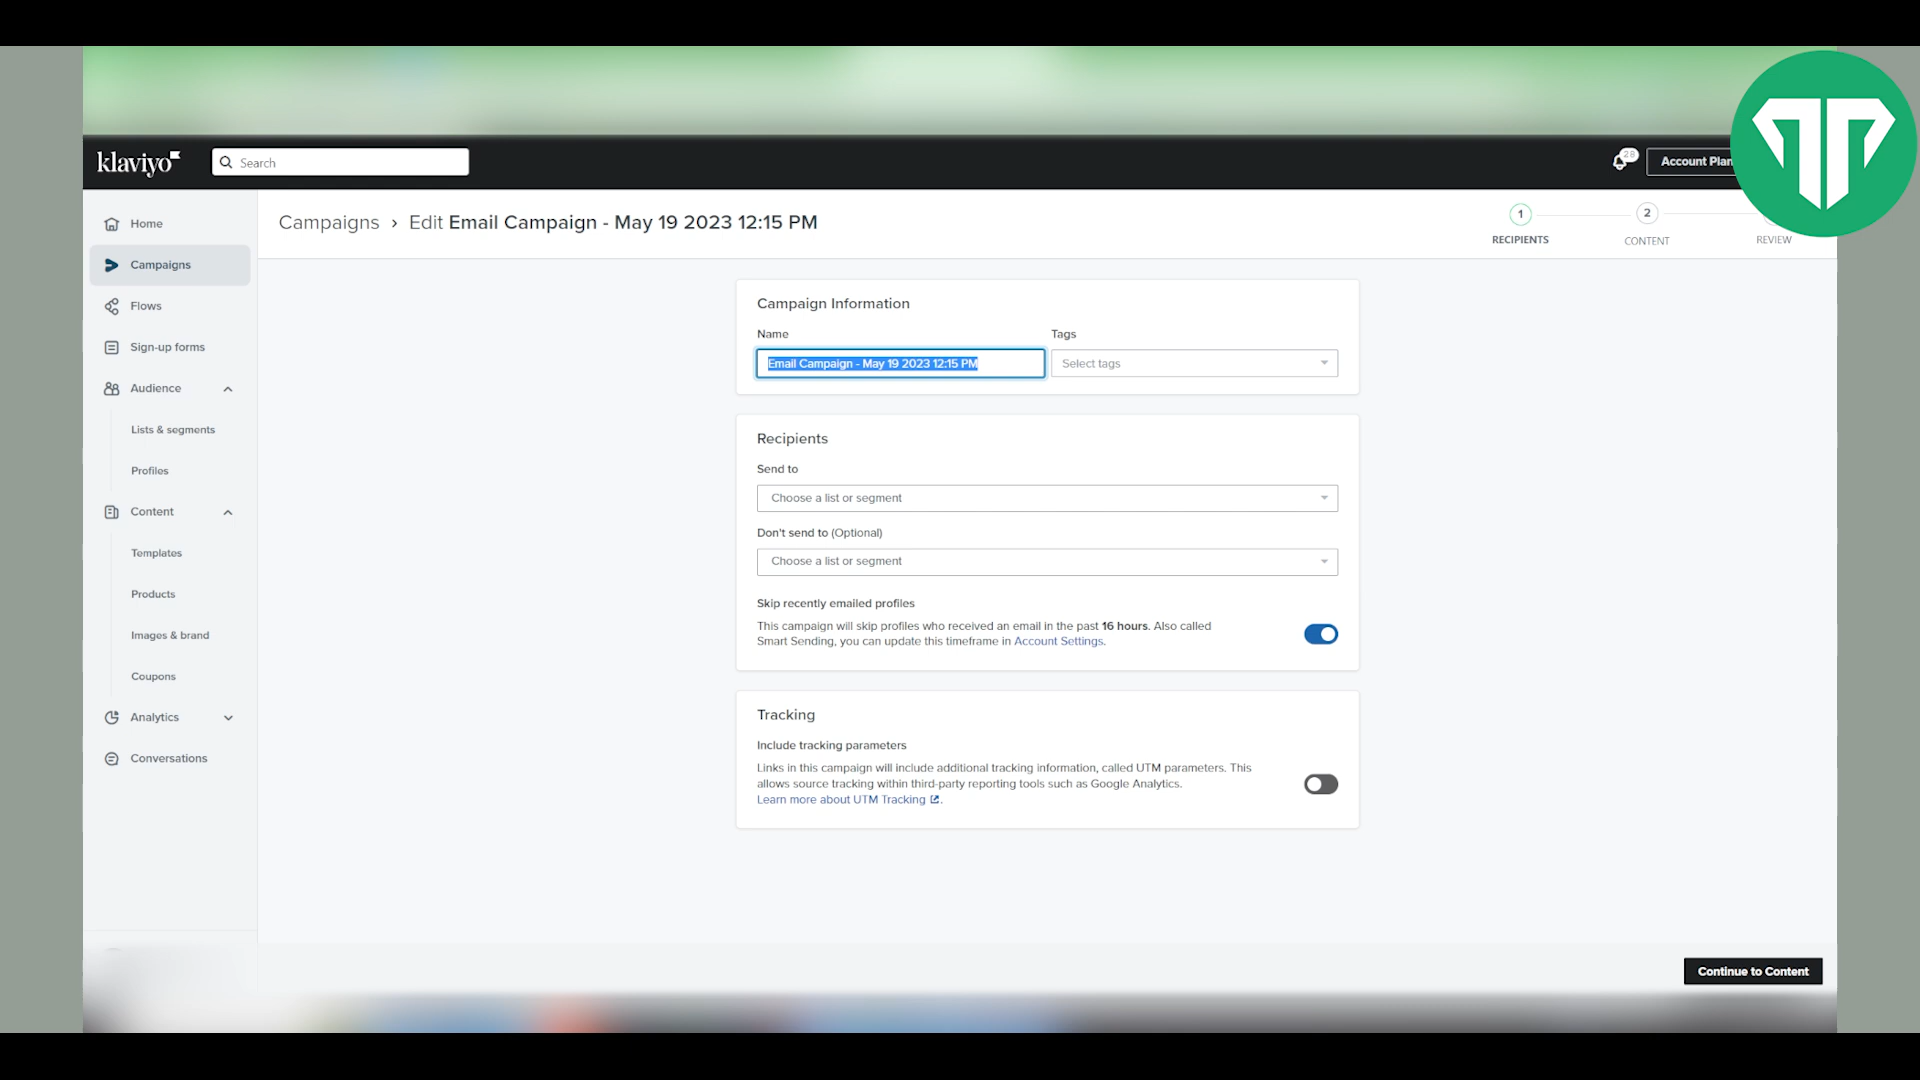 klaviyo
Search
28
Account Plan
Home
Campaigns
Flows
Sign-up forms
Audience
Lists & segments
Profiles
Content
Templates
Products
Images & brand
Coupons
Analytics
Conversations
Campaigns › Edit Email Campaign - May 19 2023 12:15 PM
1
RECIPIENTS
2
CONTENT
REVIEW
Campaign Information
Name
Tags
Email Campaign - May 19 2023 12:15 PM
Select tags
Recipients
Send to
Choose a list or segment
Don't send to (Optional)
Choose a list or segment
Skip recently emailed profiles
This campaign will skip profiles who received an email in the past 16 hours. Also called
Smart Sending, you can update this timeframe in Account Settings.
Tracking
Include tracking parameters
Links in this campaign will include additional tracking information, called UTM parameters. This
allows source tracking within third-party reporting tools such as Google Analytics.
Learn more about UTM Tracking.
Continue to Content